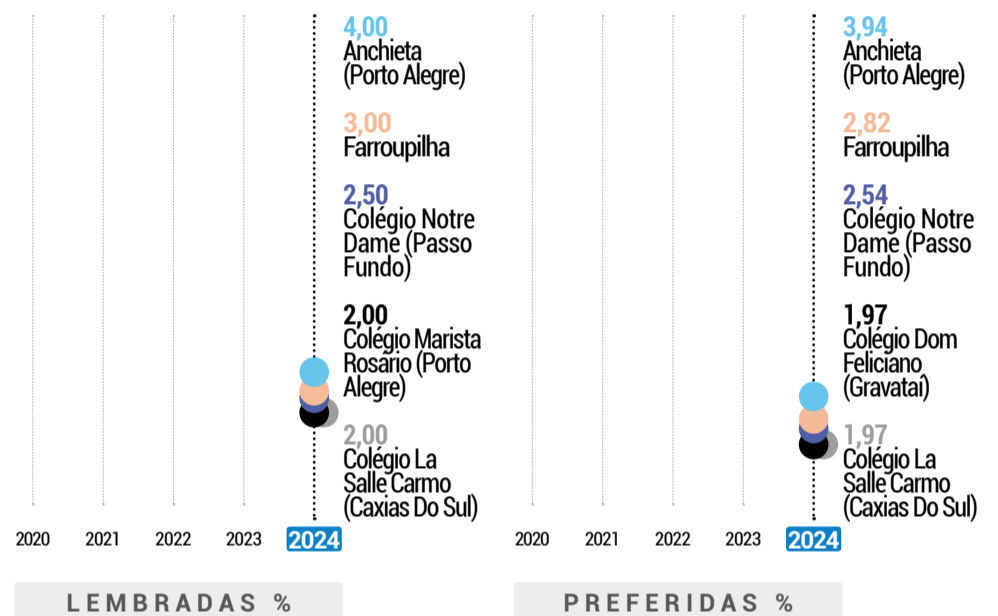 4,00
Anchieta
(Porto Alegre)
3,00
Farroupilha
2,50
Colégio Notre
Dame (Passo
Fundo)
2,00
Colégio Marista
Rosário (Porto
Alegre)
2,00
Colégio La
Salle Carmo
(Caxias Do Sul)
2020 2021 2022 2023 2024
LEMBRADAS %
3,94
Anchieta
(Porto Alegre)
2,82
Farroupilha
2,54
Colégio Notre
Dame (Passo
Fundo)
1,97
Colégio Dom
Feliciano
(Gravataí)
1,97
Colégio La
Salle Carmo
(Caxias Do Sul)
2020 2021 2022 2023 2024
PREFERIDAS %